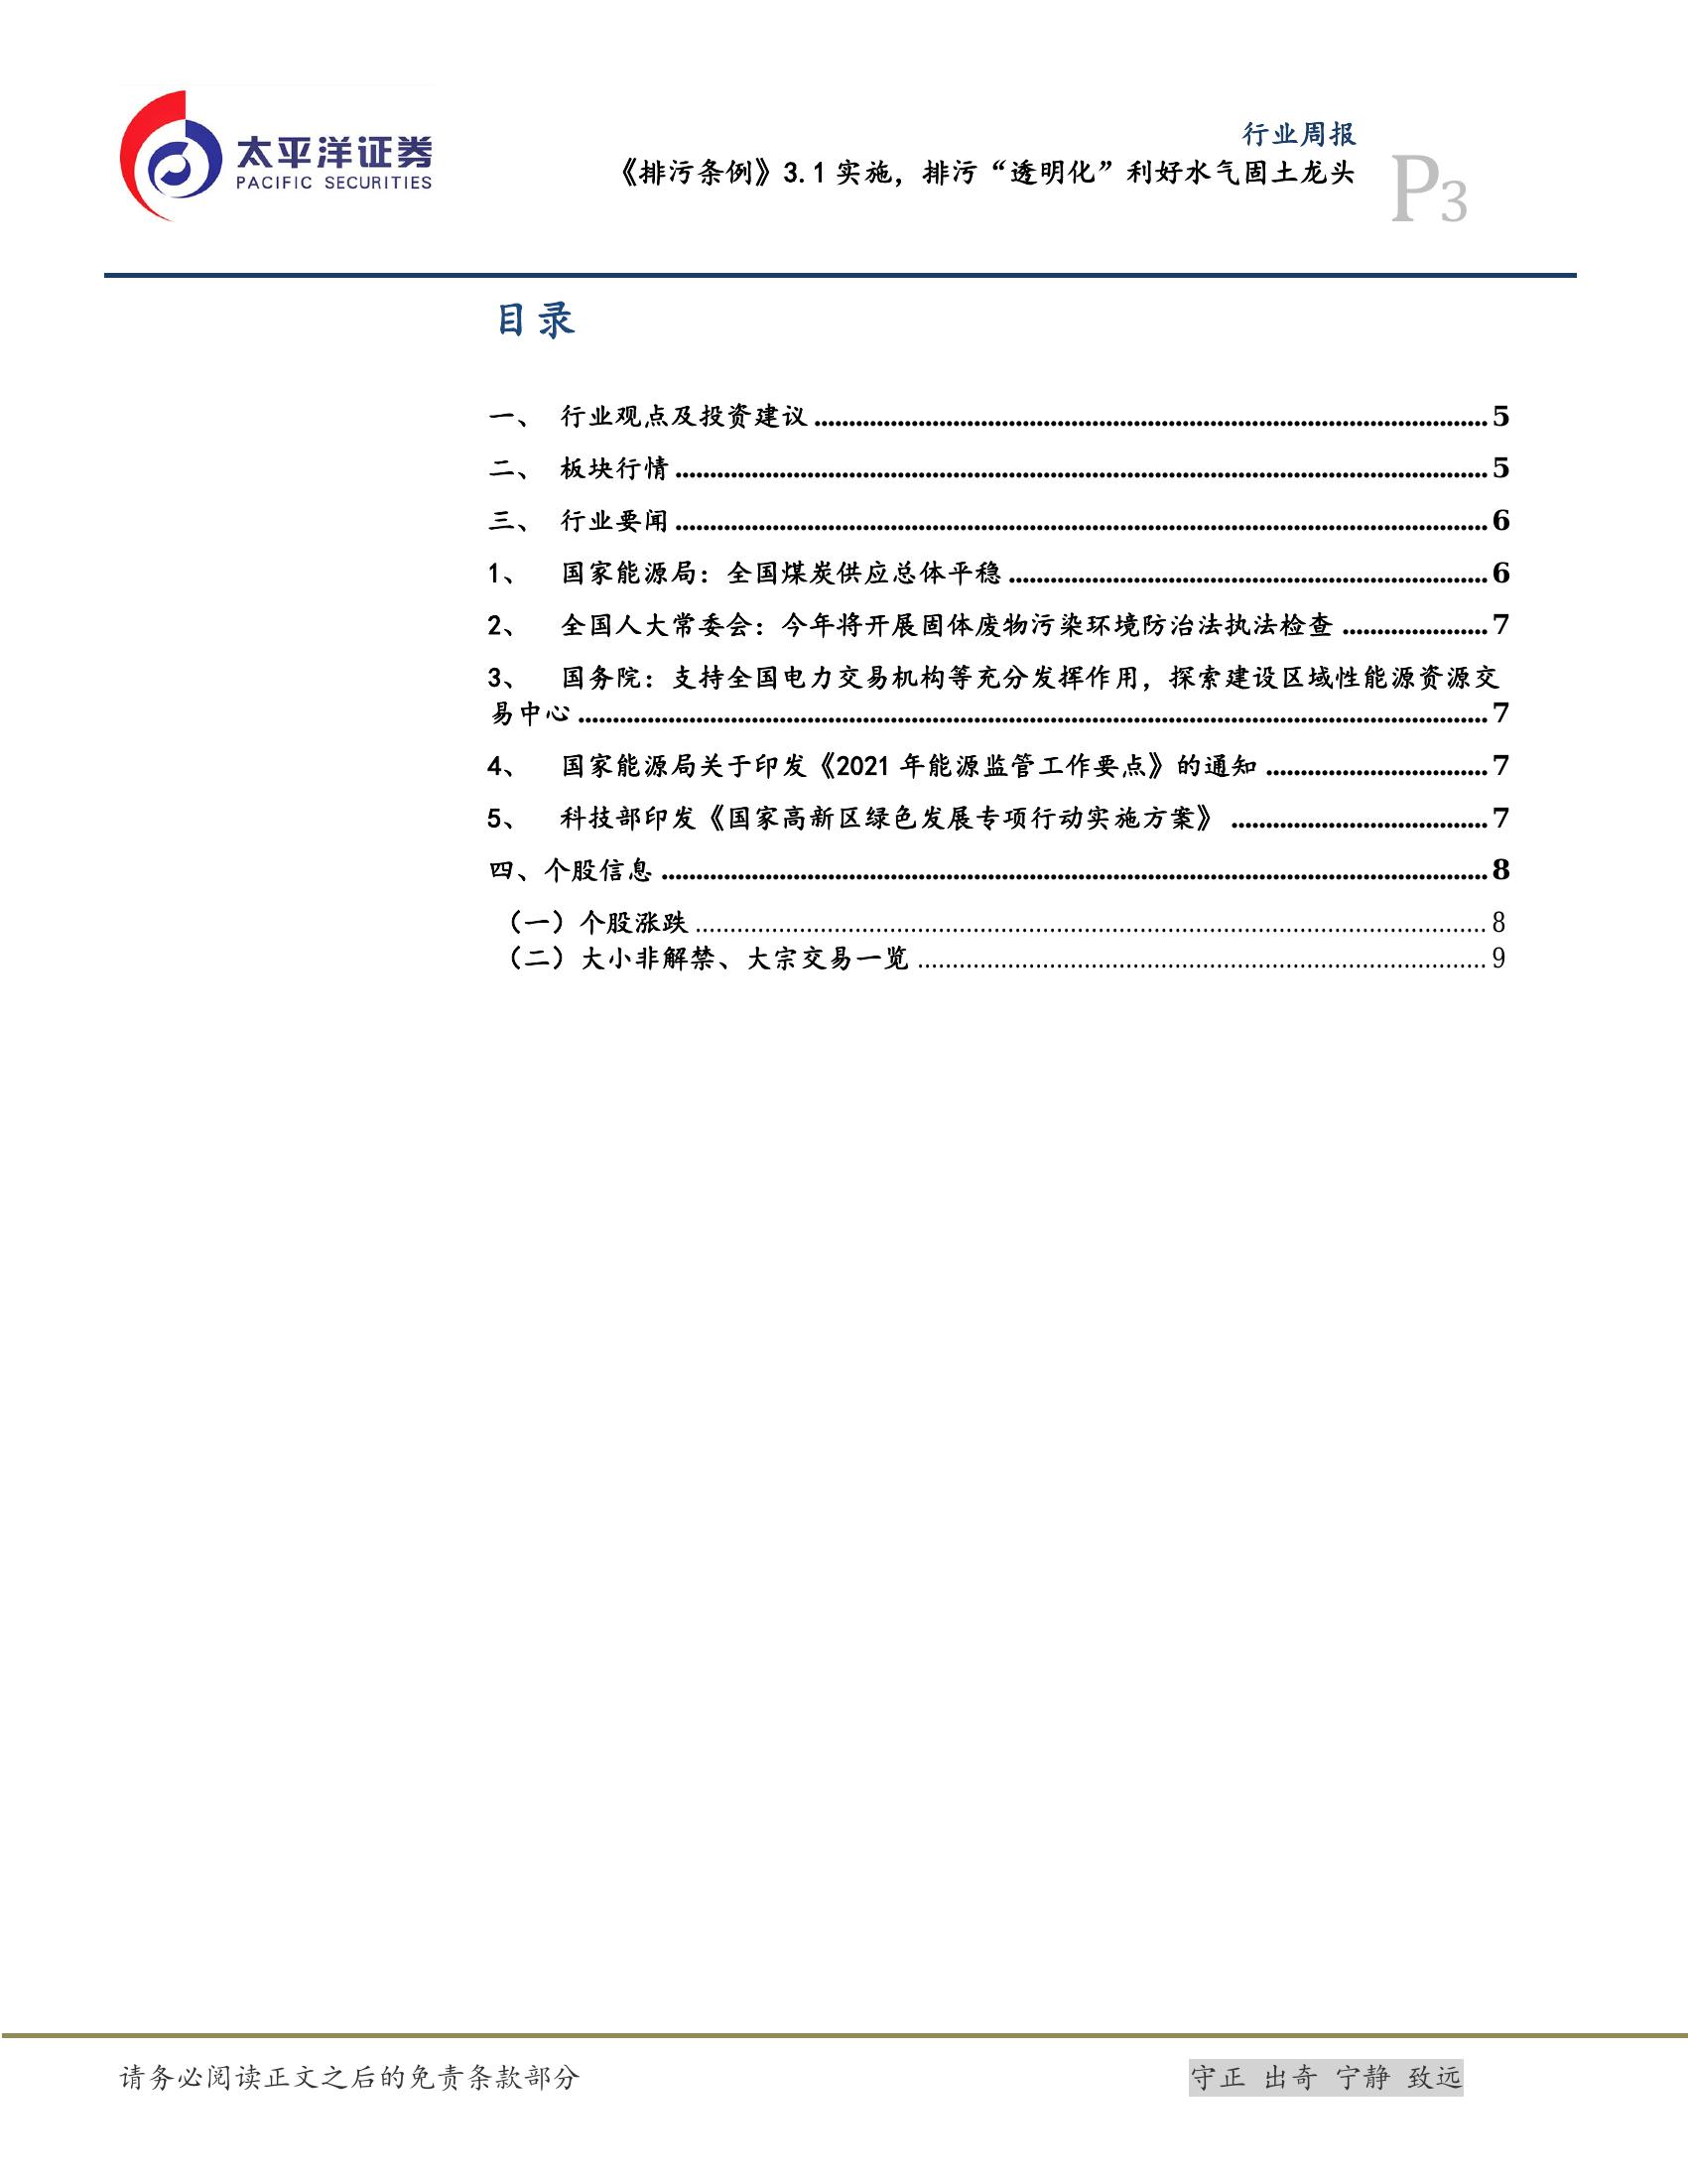 太平洋证券
PACIFIC SECURITIES
行业周报
《排污条例》3.1 实施，排污“透明化”利好水气固土龙头
P3
目录
一、 行业观点及投资建议 5
二、 板块行情 5
三、 行业要闻 6
1、 国家能源局：全国煤炭供应总体平稳 6
2、 全国人大常委会：今年将开展固体废物污染环境防治法执法检查 7
3、 国务院：支持全国电力交易机构等充分发挥作用，探索建设区域性能源资源交
易中心 7
4、 国家能源局关于印发《2021 年能源监管工作要点》的通知 7
5、 科技部印发《国家高新区绿色发展专项行动实施方案》 7
四、个股信息 8
（一）个股涨跌 8
（二）大小非解禁、大宗交易一览 9
请务必阅读正文之后的免责条款部分
守正 出奇 宁静 致远